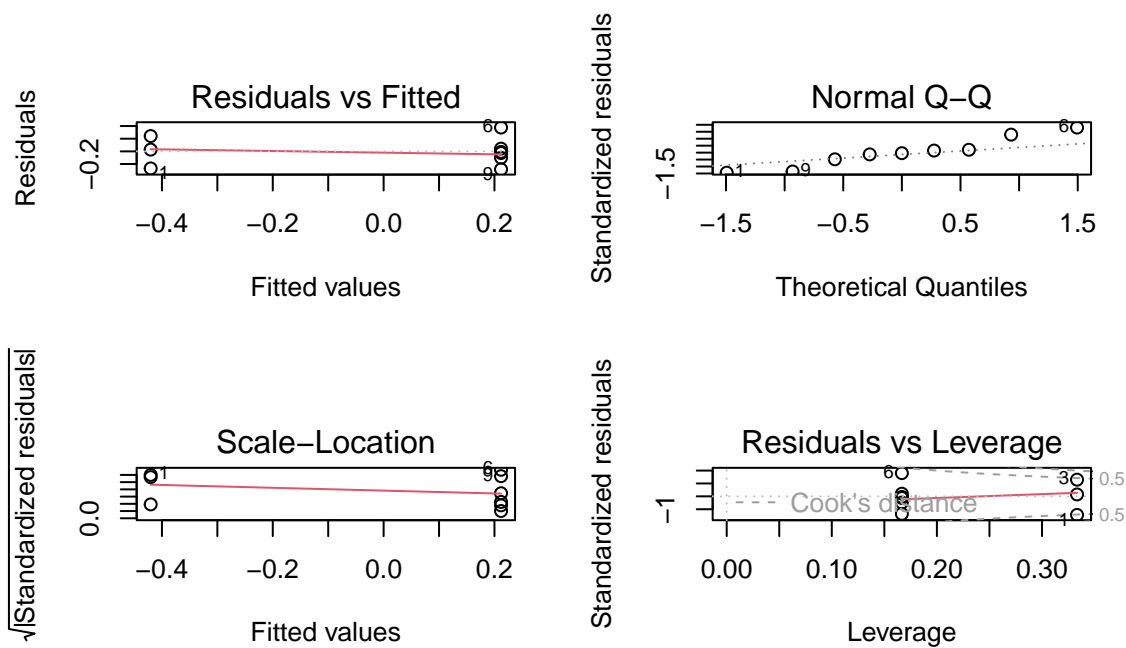 Residuals vs Fitted
Residuals
−0.2
6
1
9
−0.4 −0.2 0.0 0.2
Fitted values
Normal Q−Q
Standardized residuals
−1.5
1
9
6
−1.5 −0.5 0.5 1.5
Theoretical Quantiles
Scale−Location
√|Standardized residuals|
0.0
1
6
9
−0.4 −0.2 0.0 0.2
Fitted values
Residuals vs Leverage
Standardized residuals
−1
6
3
1
0.5
0.5
Cook's distance
0.00 0.10 0.20 0.30
Leverage